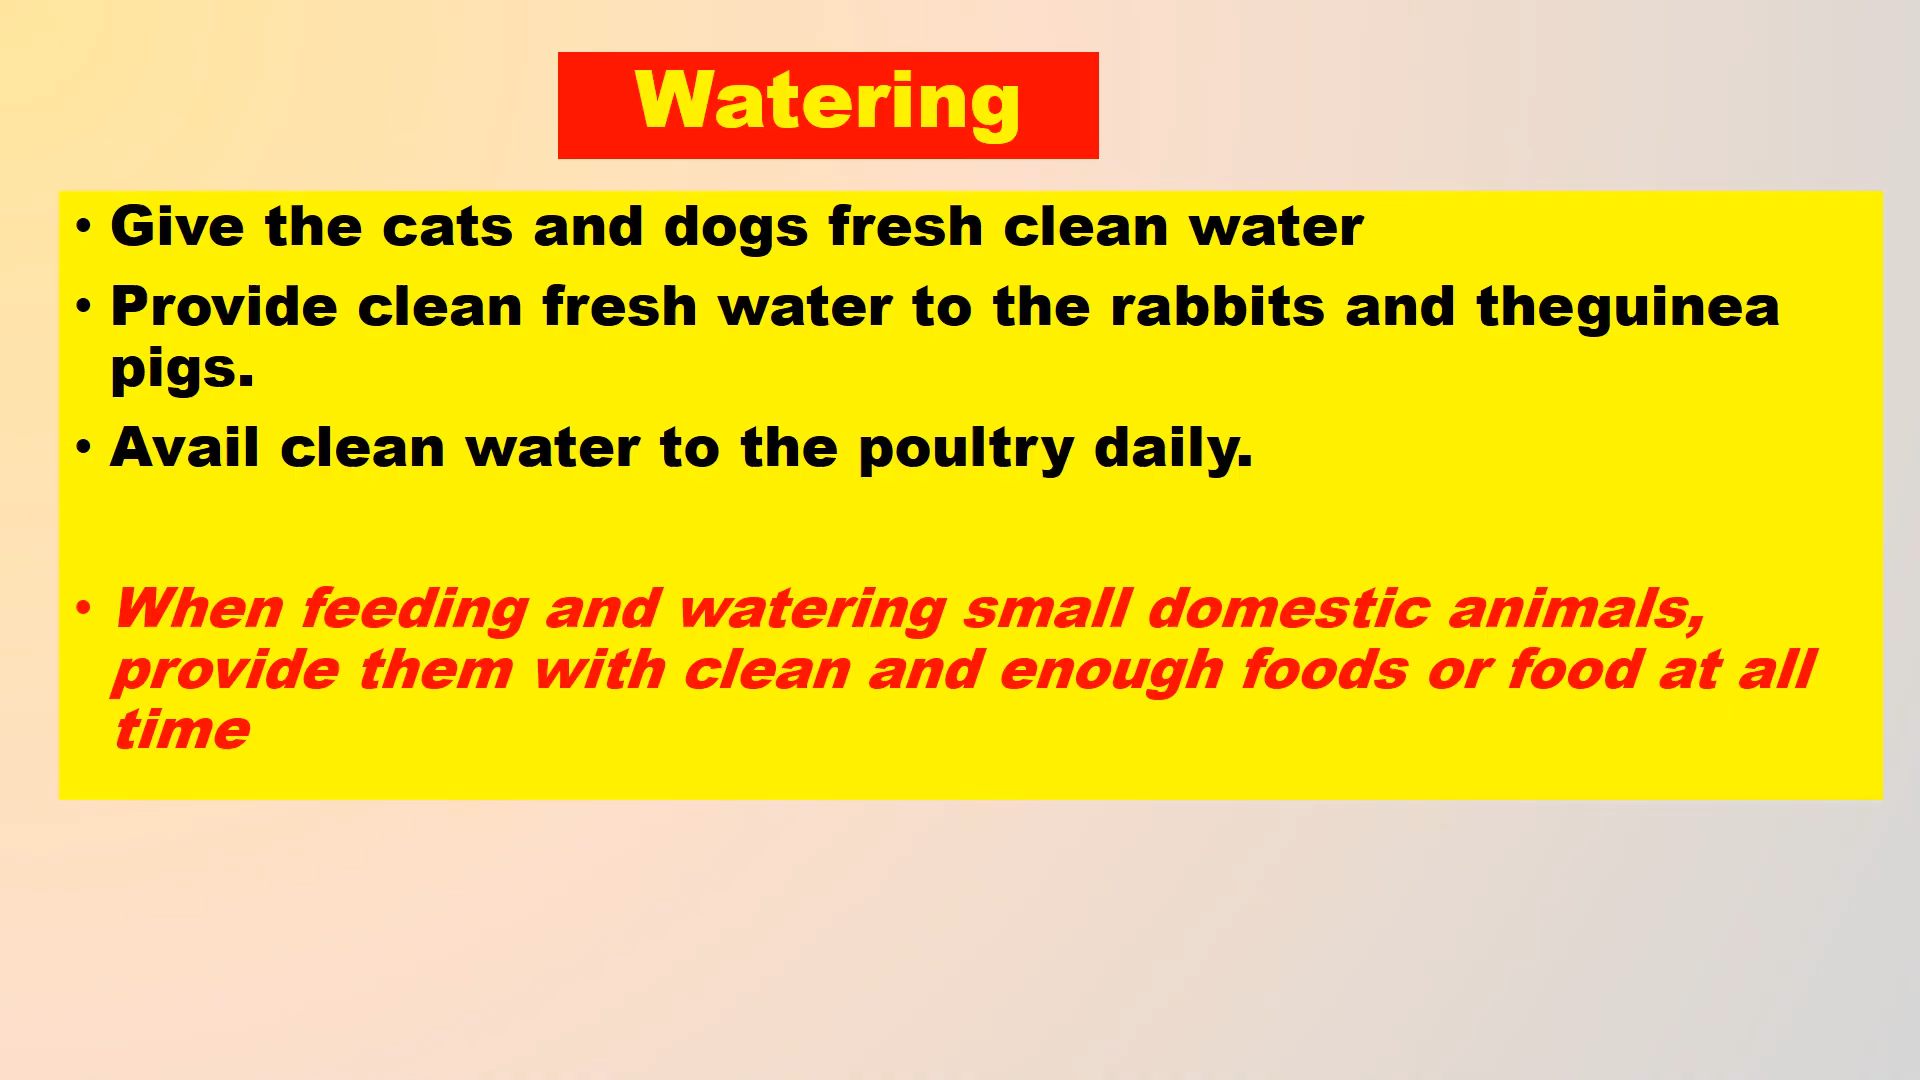 Watering
• Give the cats and dogs fresh clean water
• Provide clean fresh water to the rabbits and theguinea
pigs.
• Avail clean water to the poultry daily.
• When feeding and watering small domestic animals,
provide them with clean and enough foods or food at all
time